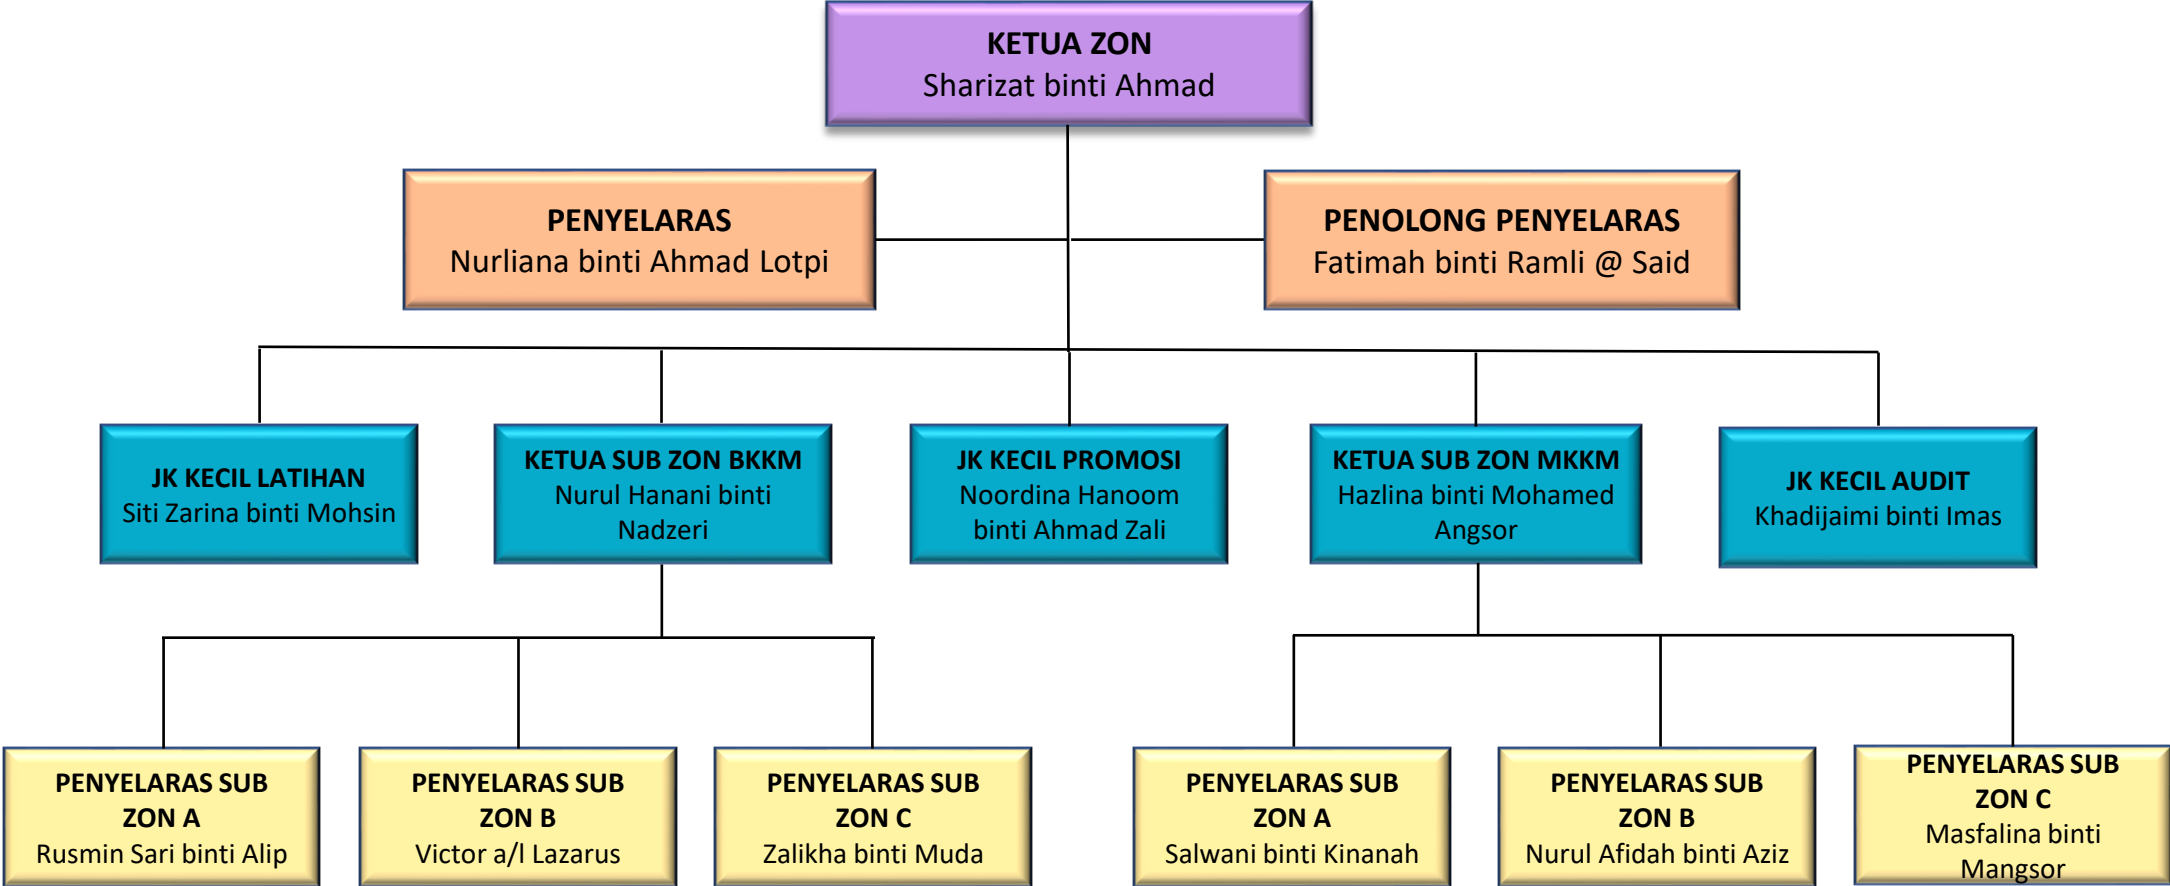 KETUA ZON
Sharizat binti Ahmad
PENYELARAS
Nurliana binti Ahmad Lotpi
PENOLONG PENYELARAS
Fatimah binti Ramli @ Said
JK KECIL LATIHAN
Siti Zarina binti Mohsin
KETUA SUB ZON BKKM
Nurul Hanani binti
Nadzeri
JK KECIL PROMOSI
Noordina Hanoom
binti Ahmad Zali
KETUA SUB ZON MKKM
Hazlina binti Mohamed
Angsor
JK KECIL AUDIT
Khadijaimi binti Imas
PENYELARAS SUB
ZON A
Rusmin Sari binti Alip
PENYELARAS SUB
ZON B
Victor a/l Lazarus
PENYELARAS SUB
ZON C
Zalikha binti Muda
PENYELARAS SUB
ZON A
Salwani binti Kinanah
PENYELARAS SUB
ZON B
Nurul Afidah binti Aziz
PENYELARAS SUB
ZON C
Masfalina binti
Mangsor